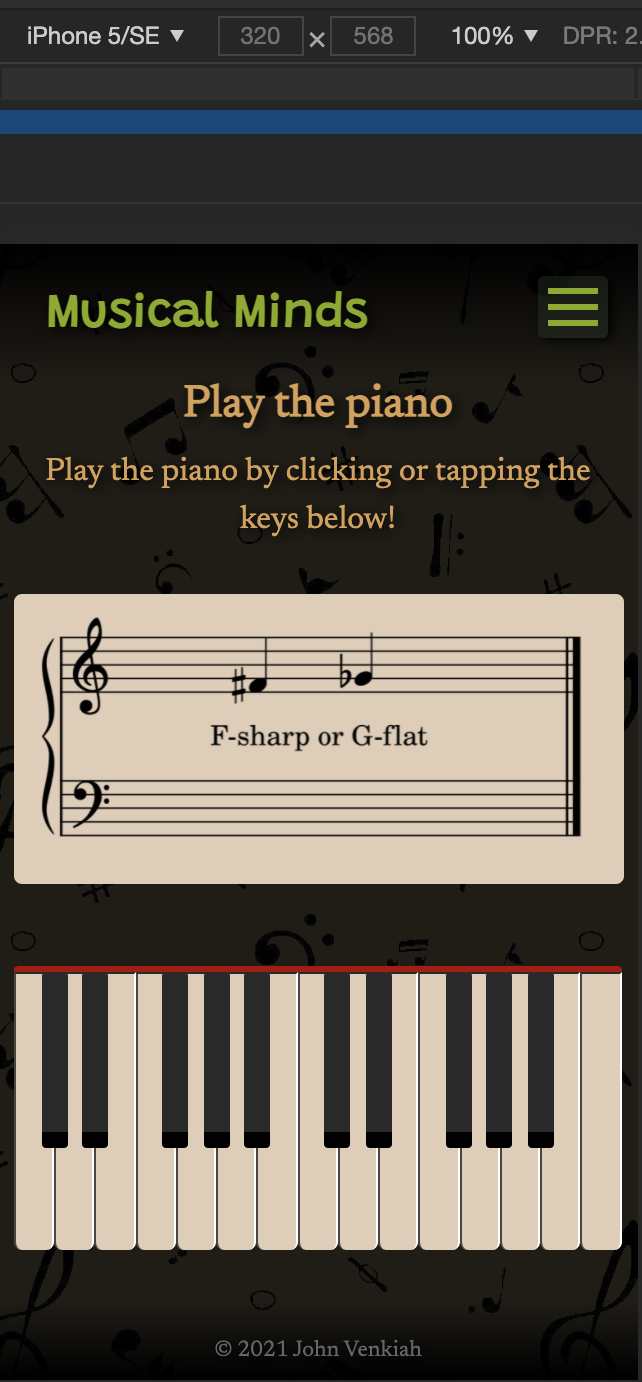 iPhone 5/SE ▼ 320 × 568 100% ▼ DPR: 2.
Musical Minds
Play the piano
Play the piano by clicking or tapping the
keys below!
F-sharp or G-flat
© 2021 John Venkiah